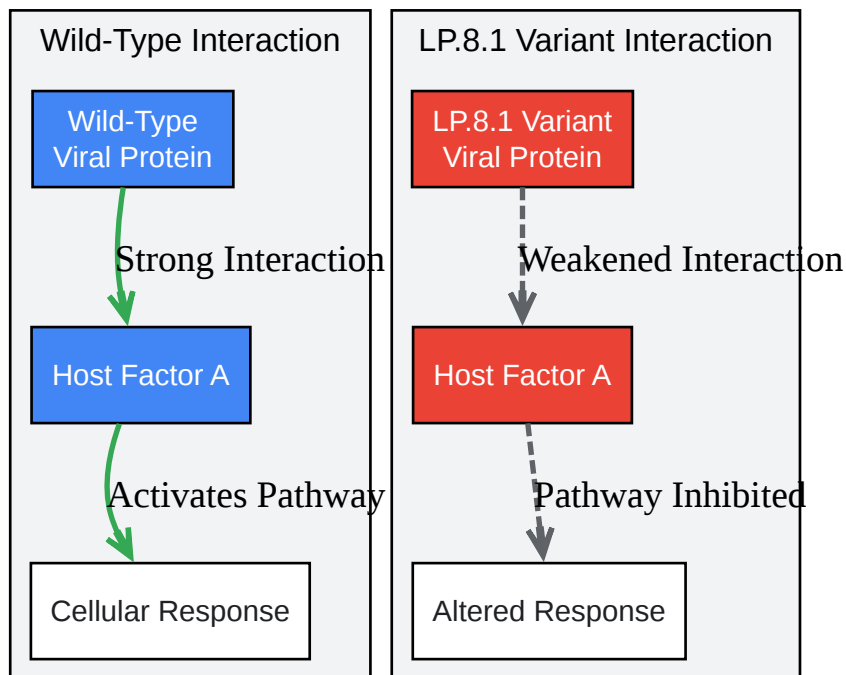 Wild-Type Interaction
Wild-Type
Viral Protein
Strong Interaction
Host Factor A
Activates Pathway
Cellular Response
LP.8.1 Variant Interaction
LP.8.1 Variant
Viral Protein
Weakened Interaction
Host Factor A
Pathway Inhibited
Altered Response